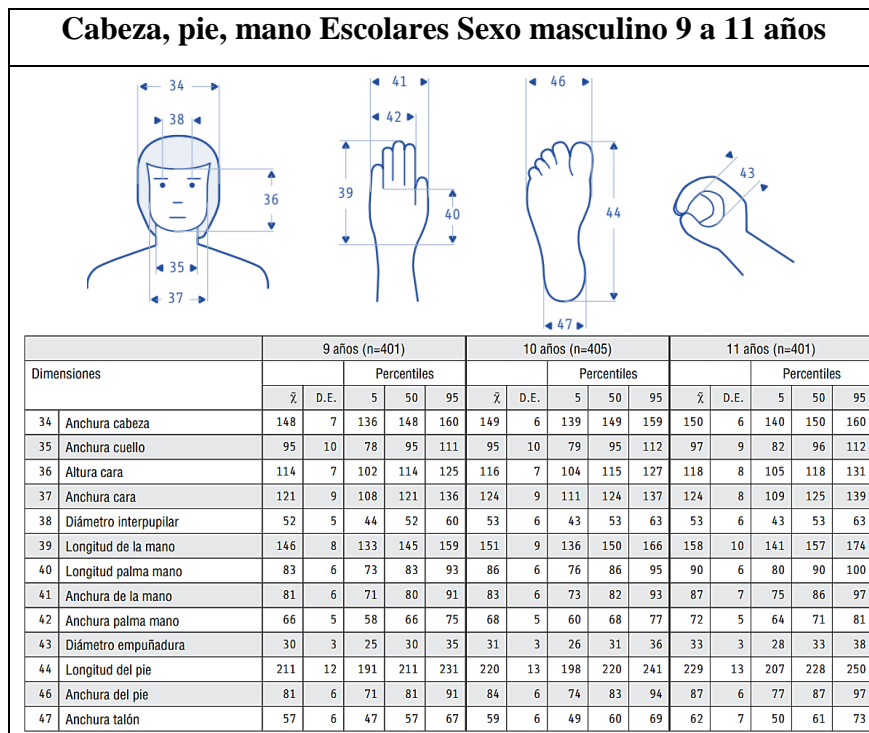 Cabeza, pie, mano Escolares Sexo masculino 9 a 11 años
34
38
36
35
37
41
42
39
40
46
44
47
43
9 años (n=401) 10 años (n=405) 11 años (n=401)
Dimensiones Percentiles Percentiles Percentiles
x̄ D.E. 5 50 95 x̄ D.E. 5 50 95 x̄ D.E. 5 50 95
34 Anchura cabeza 148 7 136 148 160 149 6 139 149 159 150 6 140 150 160
35 Anchura cuello 95 10 78 95 111 95 10 79 95 112 97 9 82 96 112
36 Altura cara 114 7 102 114 125 116 7 104 115 127 118 8 105 118 131
37 Anchura cara 121 9 108 121 136 124 9 111 124 137 124 8 109 125 139
38 Diámetro interpupilar 52 5 44 52 60 53 6 43 53 63 53 6 43 53 63
39 Longitud de la mano 146 8 133 145 159 151 9 136 150 166 158 10 141 157 174
40 Longitud palma mano 83 6 73 83 93 86 6 76 86 95 90 6 80 90 100
41 Anchura de la mano 81 6 71 80 91 83 6 73 82 93 87 7 75 86 97
42 Anchura palma mano 66 5 58 66 75 68 5 60 68 77 72 5 64 71 81
43 Diámetro empuñadura 30 3 25 30 35 31 3 26 31 36 33 3 28 33 38
44 Longitud del pie 211 12 191 211 231 220 13 198 220 241 229 13 207 228 250
46 Anchura del pie 81 6 71 81 91 84 6 74 83 94 87 6 77 87 97
47 Anchura talón 57 6 47 57 67 59 6 49 60 69 62 7 50 61 73